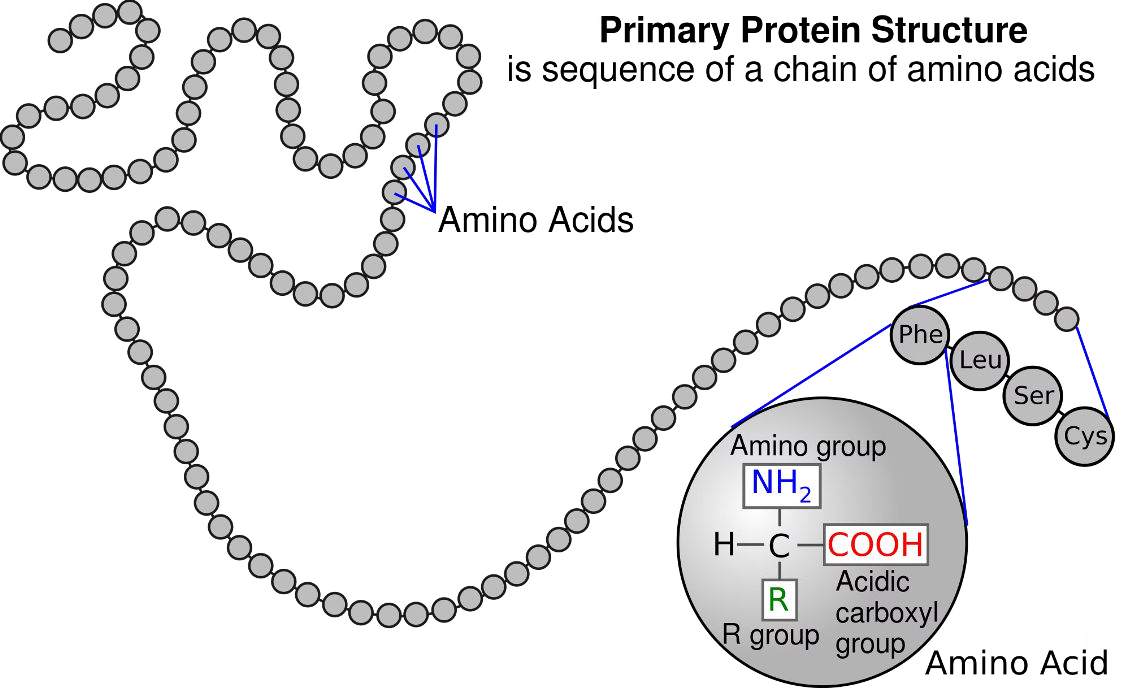 Primary Protein Structure
is sequence of a chain of amino acids
Amino Acids
Phe
Leu
Ser
Cys
Amino group
NH2
H C COOH
R
Acidic
carboxyl
group
R group
Amino Acid